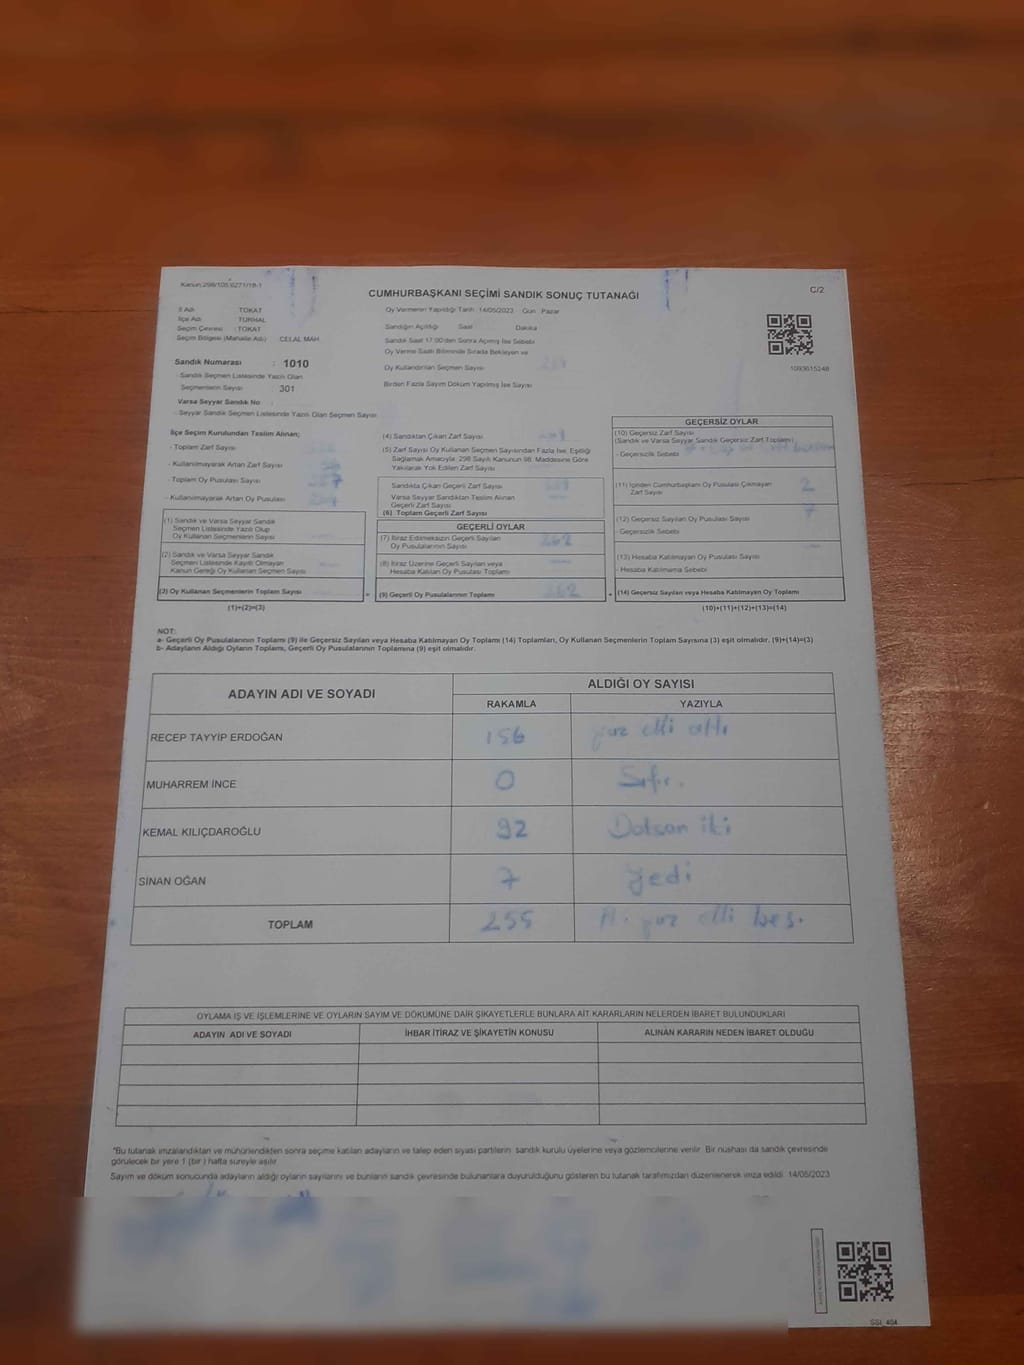 Kanun:298/105,6271/18-1
CUMHURBAŞKANI SEÇİMİ SANDIK SONUÇ TUTANAĞI
C/2
İl Adı : TOKAT
İlçe Adı : TURHAL
Seçim Çevresi : TOKAT
Seçim Bölgesi (Mahalle Adı) CELAL MAH
Sandık Numarası : 1010
- Sandık Seçmen Listesinde Yazılı Olan
Seçmenlerin Sayısı : 301
Varsa Seyyar Sandık No
- Seyyar Sandık Seçmen Listesinde Yazılı Olan Seçmen Sayısı
Oy Vermenin Yapıldığı Tarih 14/05/2023 Gün Pazar
Sandığın Açıldığı Saat Dakika
Sandık Saat 17.00'den Sonra Açılmış İse Sebebi
Oy Verme Saati Bitiminde Sırada Bekleyen ve
Oy Kullandırılan Seçmen Sayısı
Birden Fazla Sayım Döküm Yapılmış İse Sayısı
1093615248
İlçe Seçim Kurulundan Teslim Alınan;
- Toplam Zarf Sayısı
- Kullanılmayarak Artan Zarf Sayısı
- Toplam Oy Pusulası Sayısı
- Kullanılmayarak Artan Oy Pusulası
(1) Sandık ve Varsa Seyyar Sandık
Seçmen Listesinde Yazılı Olup
Oy Kullanan Seçmenlerin Sayısı
(2) Sandık ve Varsa Seyyar Sandık
Seçmen Listesinde Kayıtlı Olmayan
Kanun Gereği Oy Kullanan Seçmen Sayısı
(3) Oy Kullanan Seçmenlerin Toplam Sayısı
(1)+(2)=(3)
(4) Sandıktan Çıkan Zarf Sayısı
(5) Zarf Sayısı Oy Kullanan Seçmen Sayısından Fazla İse, Eşitliği
Sağlamak Amacıyla, 298 Sayılı Kanunun 98. Maddesine Göre
Yakılarak Yok Edilen Zarf Sayısı
Sandıkta Çıkan Geçerli Zarf Sayısı
Varsa Seyyar Sandıktan Teslim Alınan
Geçerli Zarf Sayısı
(6) Toplam Geçerli Zarf Sayısı
GEÇERLİ OYLAR
(7) İtiraz Edilmeksizin Geçerli Sayılan
Oy Pusulalarının Sayısı 262
(8) İtiraz Üzerine Geçerli Sayılan veya
Hesaba Katılan Oy Pusulası Toplamı
(9) Geçerli Oy Pusulalarının Toplamı 262
GEÇERSİZ OYLAR
(10) Geçersiz Zarf Sayısı
(Sandık ve Varsa Seyyar Sandık Geçersiz Zarf Toplamı)
- Geçersizlik Sebebi
(11) İçinden Cumhurbaşkanı Oy Pusulası Çıkmayan
Zarf Sayısı 2
(12) Geçersiz Sayılan Oy Pusulası Sayısı 7
- Geçersizlik Sebebi
(13) Hesaba Katılmayan Oy Pusulası Sayısı
- Hesaba Katılmama Sebebi
(14) Geçersiz Sayılan veya Hesaba Katılmayan Oy Toplamı
(10)+(11)+(12)+(13)=(14)
NOT:
a- Geçerli Oy Pusulalarının Toplamı (9) ile Geçersiz Sayılan veya Hesaba Katılmayan Oy Toplamı (14) Toplamları, Oy Kullanan Seçmenlerin Toplam Sayısına (3) eşit olmalıdır. (9)+(14)=(3)
b- Adayların Aldığı Oyların Toplamı, Geçerli Oy Pusulalarının Toplamına (9) eşit olmalıdır.
ADAYIN ADI VE SOYADI
ALDIĞI OY SAYISI
RAKAMLA YAZIYLA
RECEP TAYYİP ERDOĞAN 156 yüz elli altı
MUHARREM İNCE 0 Sıfır.
KEMAL KILIÇDAROĞLU 92 Doksan iki
SİNAN OĞAN 7 Yedi
TOPLAM 255 yüz elli beş.
OYLAMA İŞ VE İŞLEMLERİNE VE OYLARIN SAYIM VE DÖKÜMÜNE DAİR ŞİKAYETLERLE BUNLARA AİT KARARLARIN NELERDEN İBARET BULUNDUKLARI
ADAYIN ADI VE SOYADI İHBAR İTİRAZ VE ŞİKAYETİN KONUSU ALINAN KARARIN NEDEN İBARET OLDUĞU
*Bu tutanak imzalandıktan ve mühürlendikten sonra seçime katılan adayların ve talep eden siyasi partilerin sandık kurulu üyelerine veya gözlemcilerine verilir. Bir nüshası da sandık çevresinde
görülecek bir yere 1 (bir ) hafta süreyle asılır
Sayım ve döküm sonucunda adayların aldığı oyların sayılarını ve bunların sandık çevresinde bulunanlara duyurulduğunu gösteren bu tutanak tarafımızdan düzenlenerek imza edildi. 14/05/2023
SSI_404